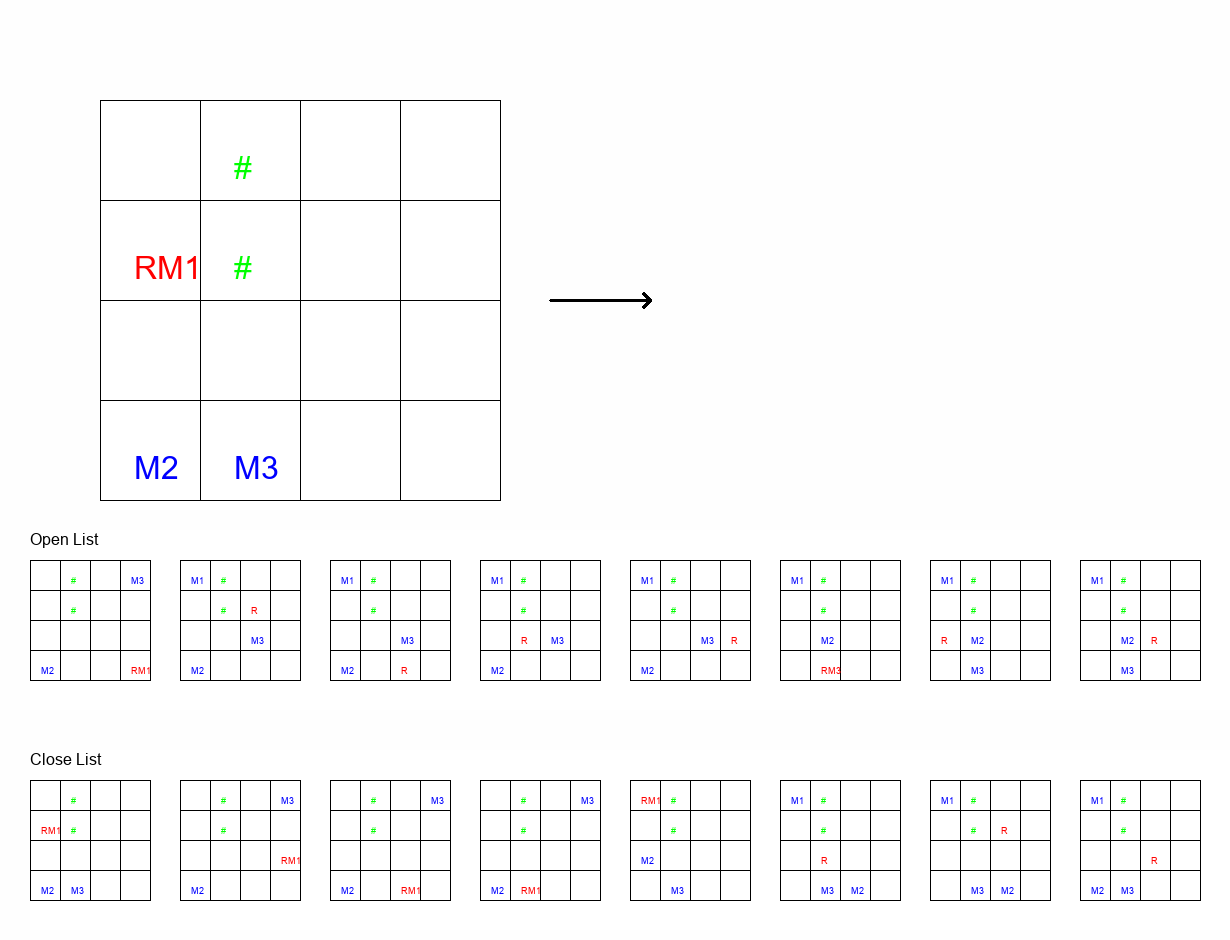 #
RM1 #
M2 M3
Open List
# M3 M1 # M1 # M1 # M1 # M1 # M1 # M1 #
# # R # # # # # #
M3 M3 R M3 M3 R M2 R M2 M2 R
M2 RM1 M2 M2 R M2 M2 RM3 M3 M3
Close List
# # M3 # M3 # M3 RM1 # M1 # M1 # M1 #
RM1 # # # # # # # R #
RM1 M2 R R
M2 M3 M2 M2 RM1 M2 RM1 M3 M3 M2 M3 M2 M2 M3